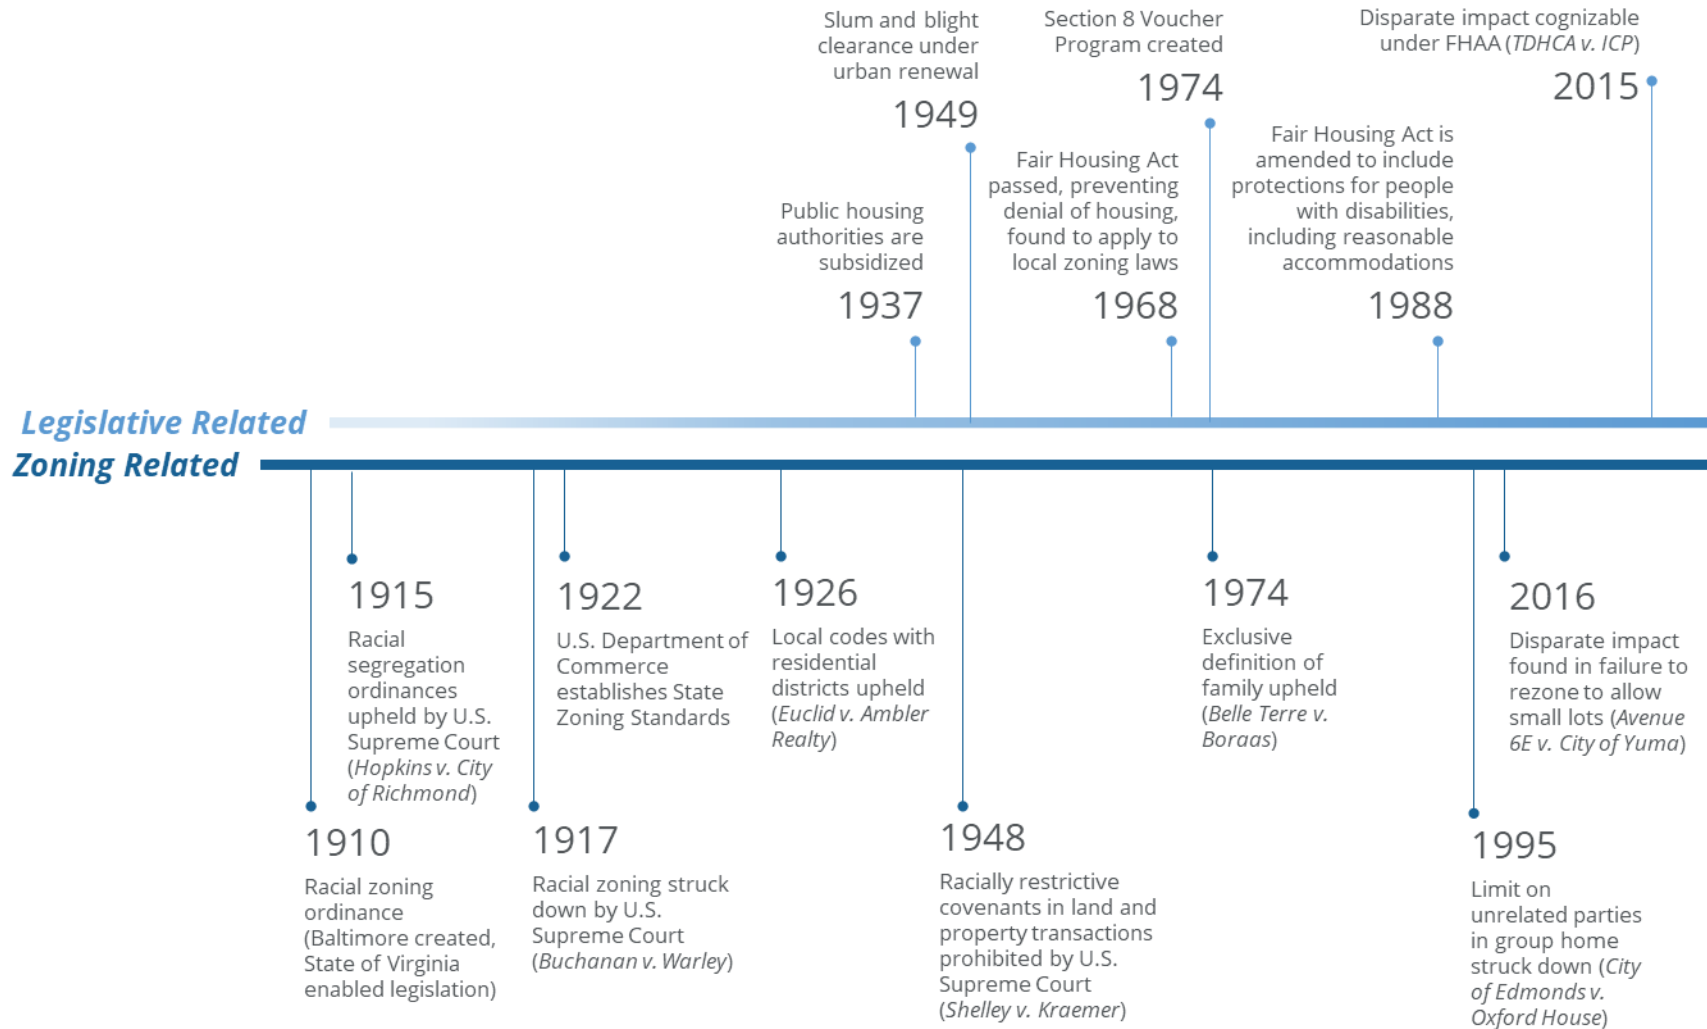 Slum and blight
clearance under
urban renewal
1949
Section 8 Voucher
Program created
1974
Disparate impact cognizable
under FHAA (TDHCA v. ICP)
2015
Public housing
authorities are
subsidized
1937
Fair Housing Act
passed, preventing
denial of housing,
found to apply to
local zoning laws
1968
Fair Housing Act is
amended to include
protections for people
with disabilities,
including reasonable
accommodations
1988
Legislative Related
Zoning Related
1915
Racial
segregation
ordinances
upheld by U.S.
Supreme Court
(Hopkins v. City
of Richmond)
1922
U.S. Department of
Commerce
establishes State
Zoning Standards
1926
Local codes with
residential
districts upheld
(Euclid v. Ambler
Realty)
1974
Exclusive
definition of
family upheld
(Belle Terre v.
Boraas)
2016
Disparate impact
found in failure to
rezone to allow
small lots (Avenue
6E v. City of Yuma)
1910
Racial zoning
ordinance
(Baltimore created,
State of Virginia
enabled legislation)
1917
Racial zoning struck
down by U.S.
Supreme Court
(Buchanan v. Warley)
1948
Racially restrictive
covenants in land and
property transactions
prohibited by U.S.
Supreme Court
(Shelley v. Kraemer)
1995
Limit on
unrelated parties
in group home
struck down (City
of Edmonds v.
Oxford House)